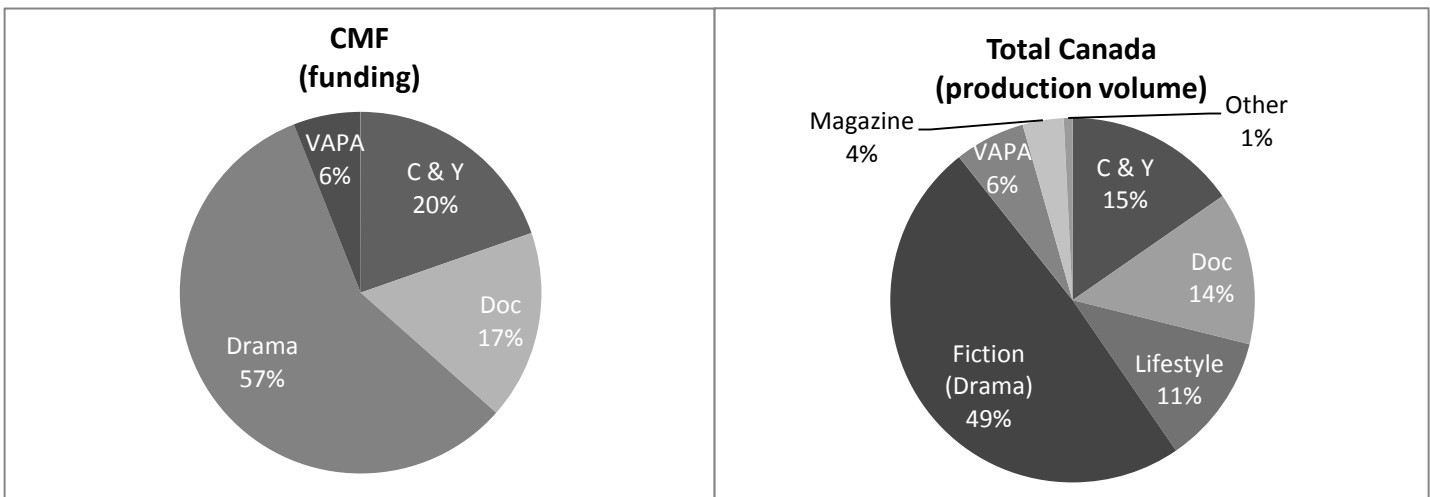 CMF
(funding)
VAPA
6%
C & Y
20%
Doc
17%
Drama
57%
Total Canada
(production volume)
Magazine
4%
Other
1%
VAPA
6%
C & Y
15%
Doc
14%
Lifestyle
11%
Fiction
(Drama)
49%